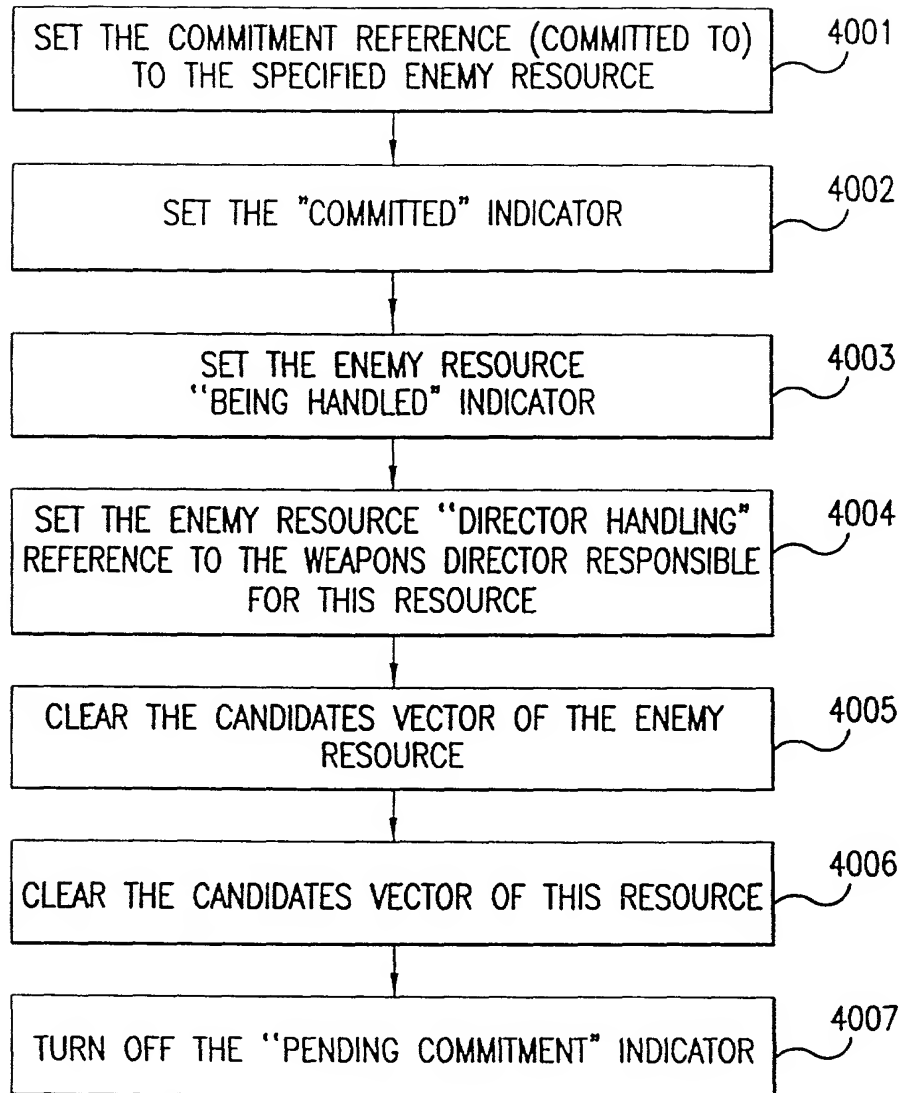 SET THE COMMITMENT REFERENCE (COMMITTED TO)
TO THE SPECIFIED ENEMY RESOURCE
4001
SET THE "COMMITTED" INDICATOR
4002
SET THE ENEMY RESOURCE
"BEING HANDLED" INDICATOR
4003
SET THE ENEMY RESOURCE "DIRECTOR HANDLING"
REFERENCE TO THE WEAPONS DIRECTOR RESPONSIBLE
FOR THIS RESOURCE
4004
CLEAR THE CANDIDATES VECTOR OF THE ENEMY
RESOURCE
4005
CLEAR THE CANDIDATES VECTOR OF THIS RESOURCE
4006
TURN OFF THE "PENDING COMMITMENT" INDICATOR
4007